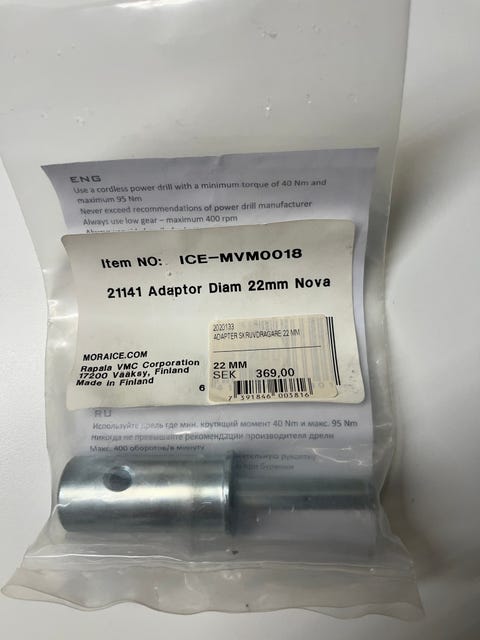 ENG
Use a cordless power drill with a minimum torque of 40 Nm and
maximum 95 Nm
Never exceed recommendations of power drill manufacturer
Always use low gear – maximum 400 rpm
Item NO: ICE-MVM0018
21141 Adaptor Diam 22mm Nova
MORAICE.COM
Rapala VMC Corporation
17200 Vääksy, Finland
Made in Finland
6
2020133
ADAPTER SKRUVDRAGARE 22 MM
22 MM
SEK 369,00
7 391846 003816
RU
Используйте дрель где мин. крутящий момент 40 Nm и макс. 95 Nm
Никогда не превышайте рекомендации производителя дрели
Макс. 400 оборотов/в минуту